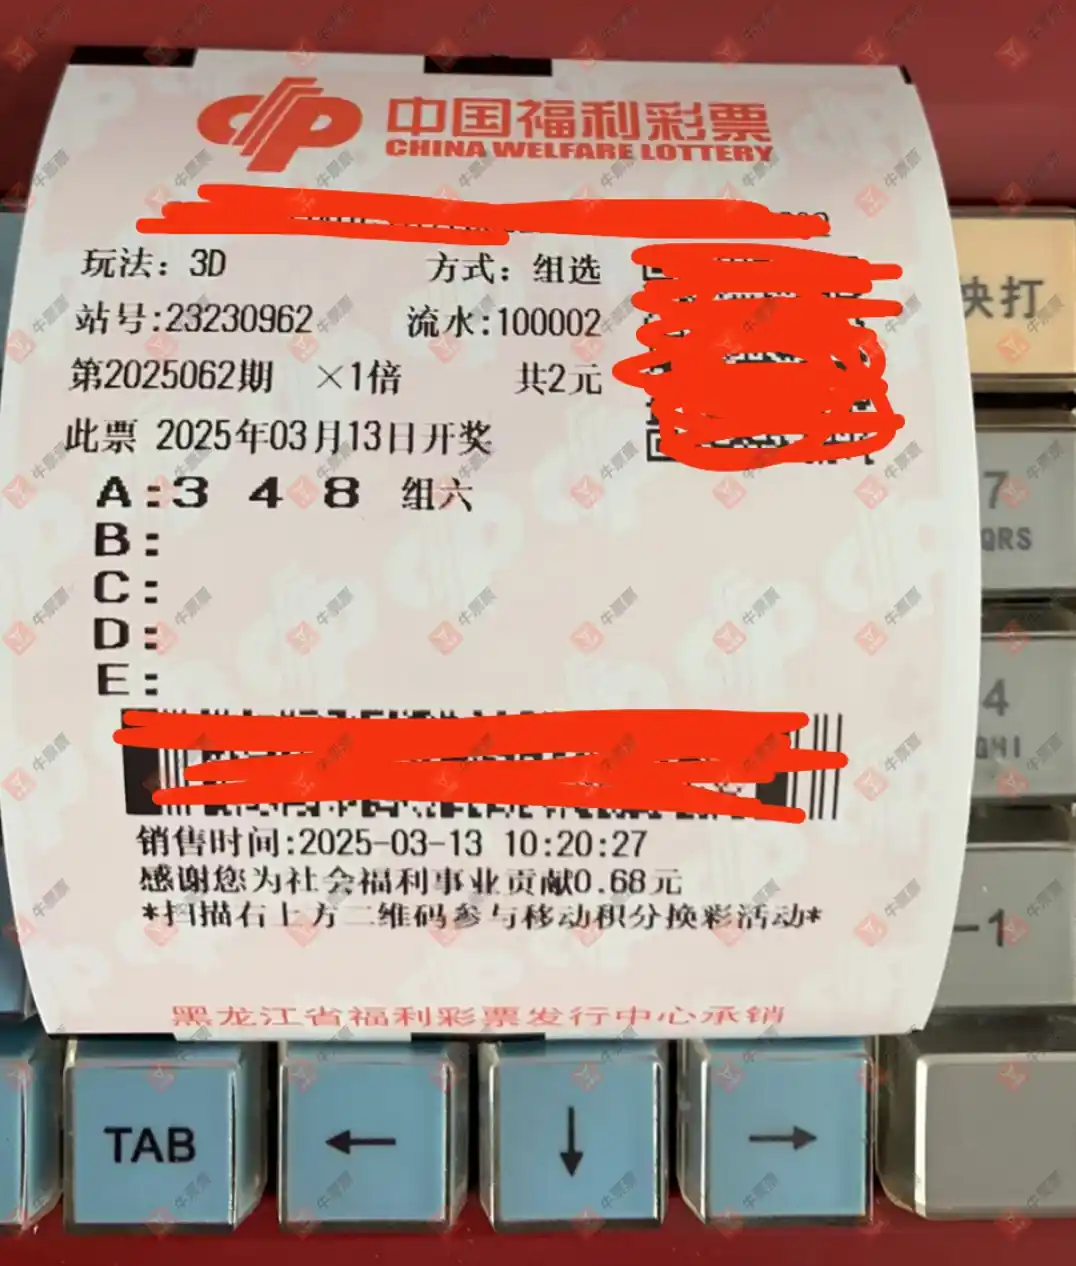 中国福利彩票
CHINA WELFARE LOTTERY
玩法：3D 方式：组选
站号:23230962 流水:100002
第2025062期 ×1倍 共2元
此票 2025年03月13日开奖
A:3 4 8 组六
B:
C:
D:
E:
销售时间:2025-03-13 10:20:27
感谢您为社会福利事业贡献0.68元
*扫描右上方二维码参与移动积分换彩活动*
黑龙江省福利彩票发行中心承销
映打
7
QRS
4
GHI
-1
TAB
←
↓
→
牛票票